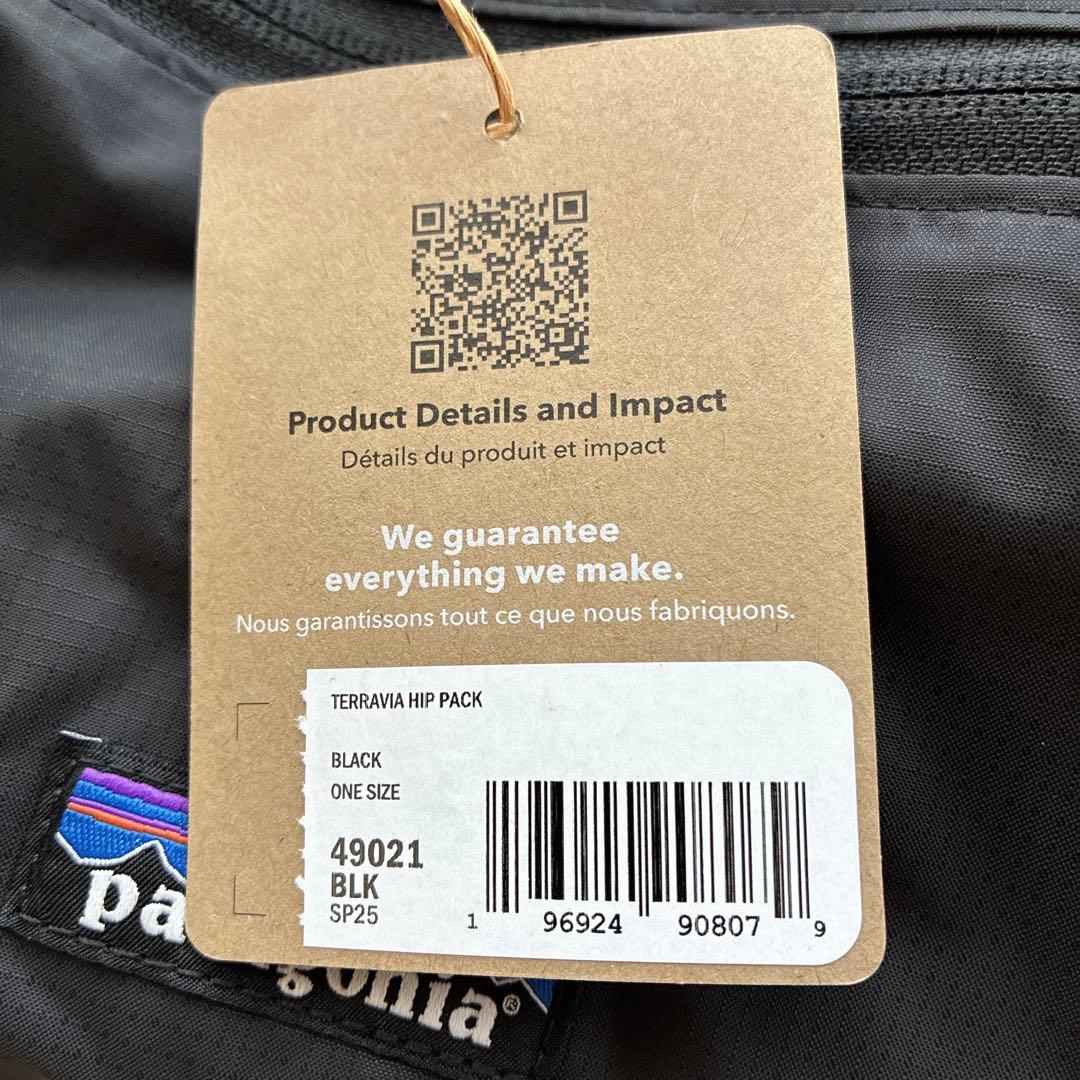 Product Details and Impact
Détails du produit et impact
We guarantee
everything we make.
Nous garantissons tout ce que nous fabriquons.
TERRAVIA HIP PACK
BLACK
ONE SIZE
49021
BLK
SP25
1 96924 90807 9
patagonia®